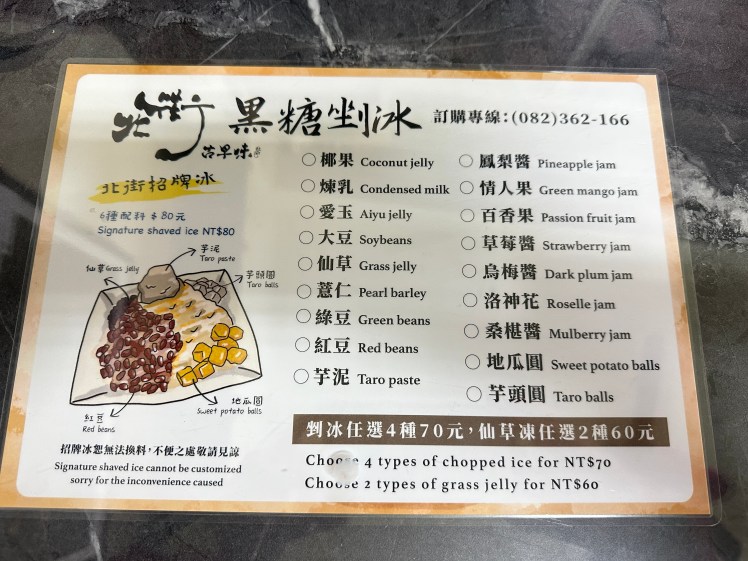 北街
古早味
黑糖剉冰
訂購專線:(082)362-166
北街招牌冰
6種配料$80元
Signature shaved ice NT$80
芋泥
Taro paste
仙草 Grass jelly
芋頭圓
Taro balls
地瓜圓
Sweet potato balls
紅豆
Red beans
招牌冰恕無法換料,不便之處敬請見諒
Signature shaved ice cannot be customized
sorry for the inconvenience caused
椰果 Coconut jelly
煉乳 Condensed milk
愛玉 Aiyu jelly
大豆 Soybeans
仙草 Grass jelly
薏仁 Pearl barley
綠豆 Green beans
紅豆 Red beans
芋泥 Taro paste
鳳梨醬 Pineapple jam
情人果 Green mango jam
百香果 Passion fruit jam
草莓醬 Strawberry jam
烏梅醬 Dark plum jam
洛神花 Roselle jam
桑椹醬 Mulberry jam
地瓜圓 Sweet potato balls
芋頭圓 Taro balls
剉冰任選4種70元,仙草凍任選2種60元
Choose 4 types of chopped ice for NT$70
Choose 2 types of grass jelly for NT$60